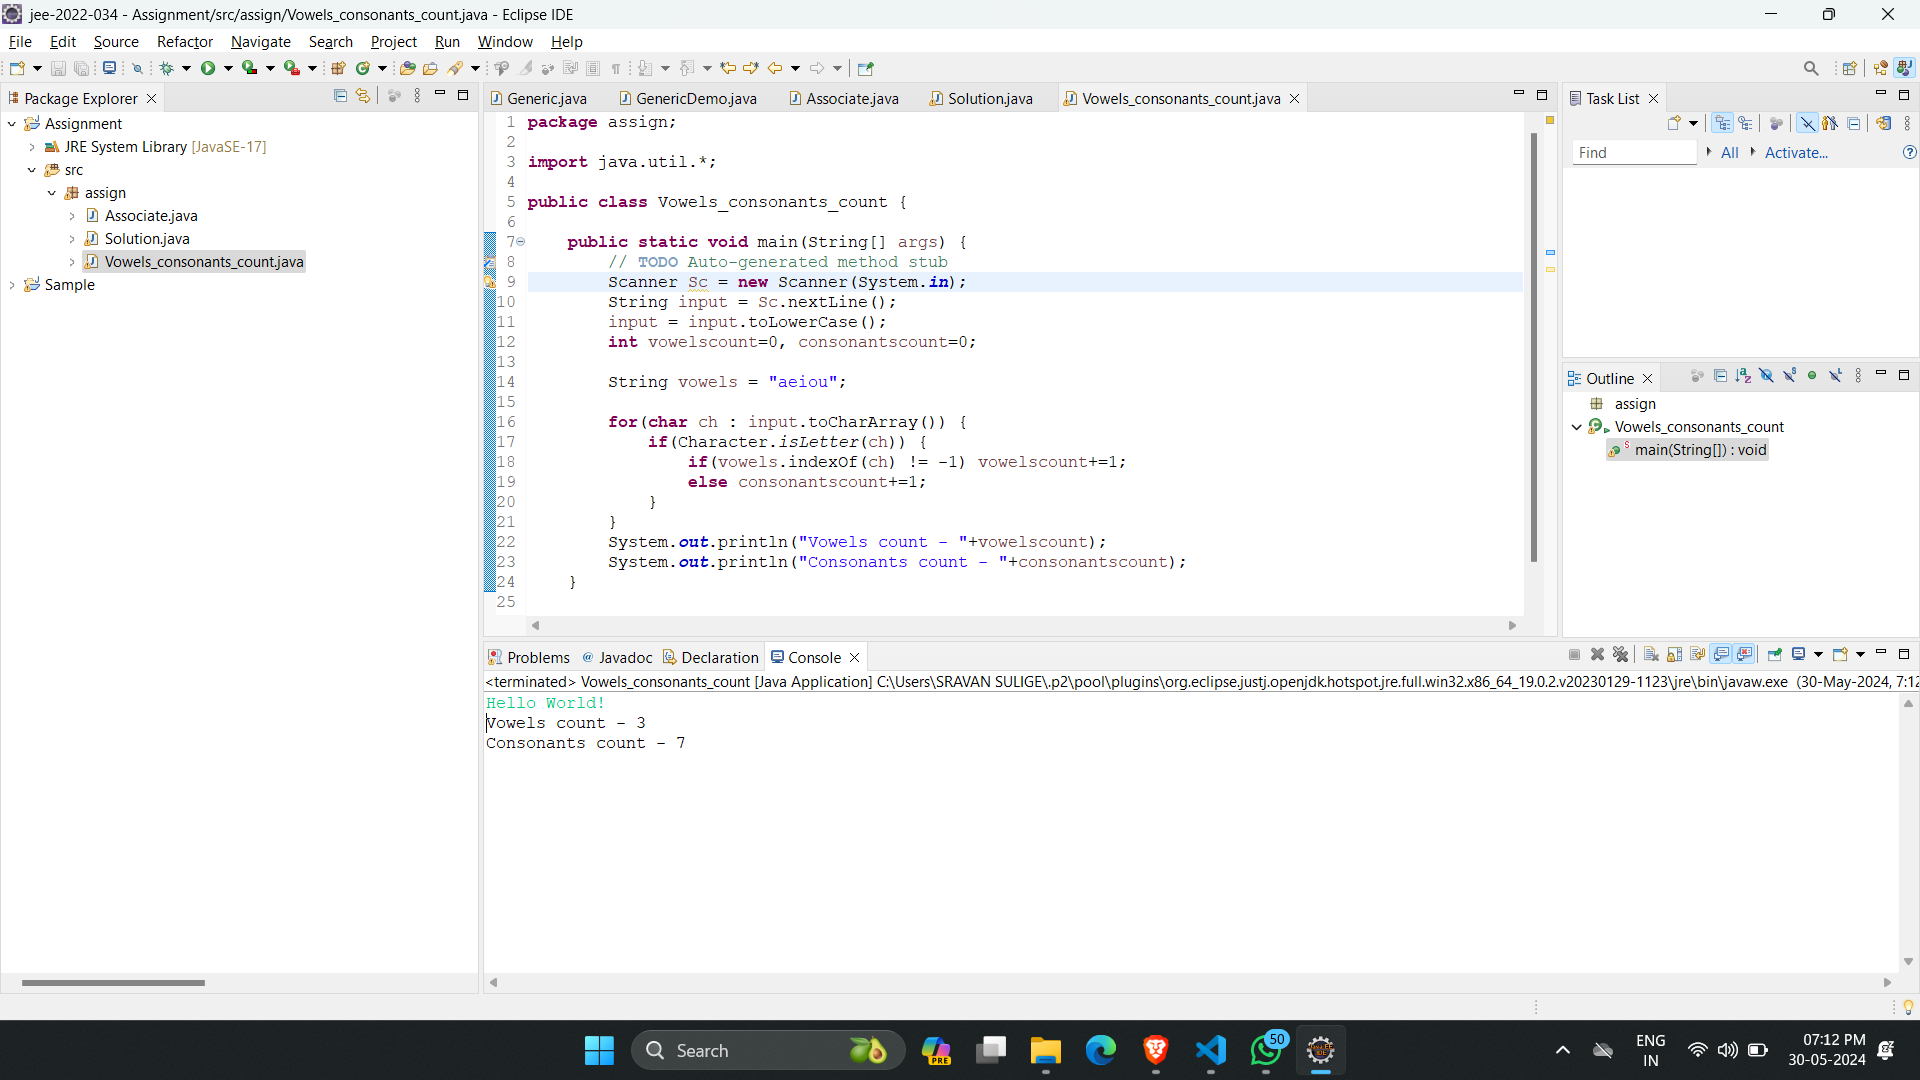 jee-2022-034 - Assignment/src/assign/Vowels_consonants_count.java - Eclipse IDE
File Edit Source Refactor Navigate Search Project Run Window Help
Package Explorer
Assignment
JRE System Library [JavaSE-17]
src
assign
Associate.java
Solution.java
Vowels_consonants_count.java
Sample
Generic.java GenericDemo.java Associate.java Solution.java Vowels_consonants_count.java
1 package assign;
2
3 import java.util.*;
4
5 public class Vowels_consonants_count {
6
7 public static void main(String[] args) {
8 // TODO Auto-generated method stub
9 Scanner Sc = new Scanner(System.in);
10 String input = Sc.nextLine();
11 input = input.toLowerCase();
12 int vowelscount=0, consonantscount=0;
13
14 String vowels = "aeiou";
15
16 for(char ch : input.toCharArray()) {
17 if(Character.isLetter(ch)) {
18 if(vowels.indexOf(ch) != -1) vowelscount+=1;
19 else consonantscount+=1;
20 }
21 }
22 System.out.println("Vowels count - "+vowelscount);
23 System.out.println("Consonants count - "+consonantscount);
24 }
25
Task List
Find All Activate...
Outline
assign
Vowels_consonants_count
main(String[]) : void
Problems Javadoc Declaration Console
<terminated> Vowels_consonants_count [Java Application] C:\Users\SRAVAN SULIGE\.p2\pool\plugins\org.eclipse.justj.openjdk.hotspot.jre.full.win32.x86_64_19.0.2.v20230129-1123\jre\bin\javaw.exe (30-May-2024, 7:12
Hello World!
Vowels count - 3
Consonants count - 7
Search
PRE
50
ENG
IN
07:12 PM
30-05-2024